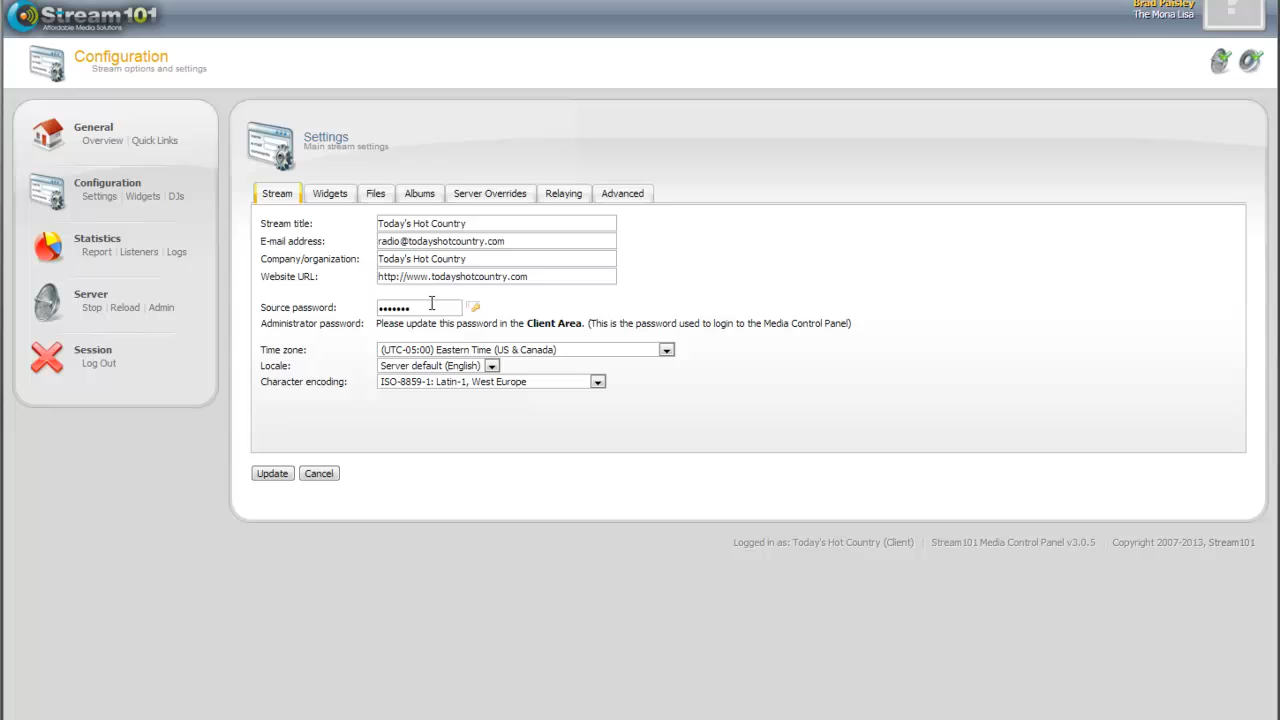 Stream101
Affordable Media Solutions
Brad Paisley
The Mona Lisa
?
Configuration
Stream options and settings
General
Overview | Quick Links
Configuration
Settings | Widgets | DJs
Statistics
Report | Listeners | Logs
Server
Stop | Reload | Admin
Session
Log Out
Settings
Main stream settings
Stream Widgets Files Albums Server Overrides Relaying Advanced
Stream title: Today's Hot Country
E-mail address: radio@todayshotcountry.com
Company/organization: Today's Hot Country
Website URL: http://www.todayshotcountry.com
Source password: •••••••
Administrator password: Please update this password in the Client Area. (This is the password used to login to the Media Control Panel)
Time zone: (UTC-05:00) Eastern Time (US & Canada)
Locale: Server default (English)
Character encoding: ISO-8859-1: Latin-1, West Europe
Update Cancel
Logged in as: Today's Hot Country (Client) | Stream101 Media Control Panel v3.0.5 | Copyright 2007-2013, Stream101